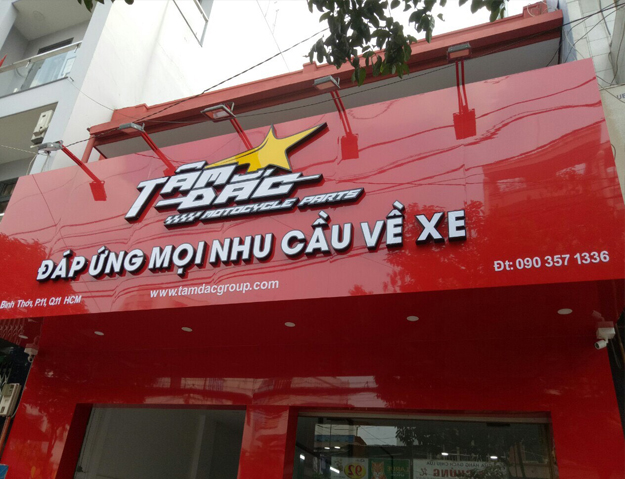 TÂM ĐẮC
MOTOCYCLE PARTS
ĐÁP ỨNG MỌI NHU CẦU VỀ XE
Đt: 090 357 1336
www.tamdacgroup.com
Bình Thới, P.11, Q.11 HCM
92